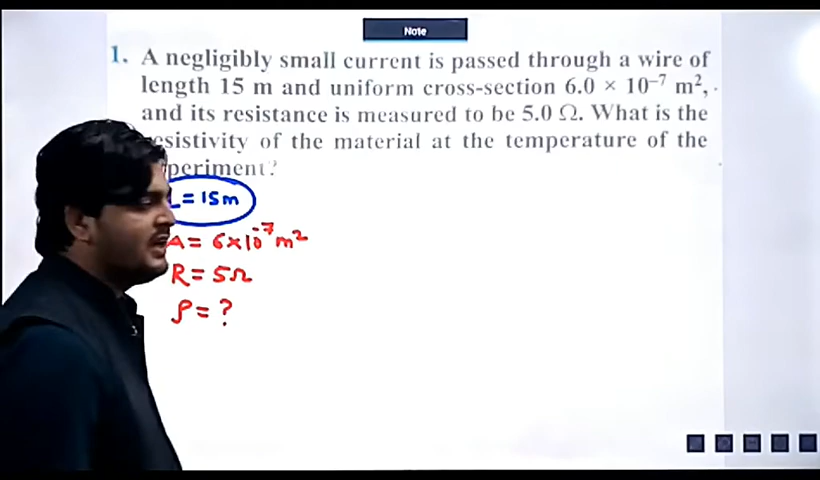 Note
1. A negligibly small current is passed through a wire of
length 15 m and uniform cross-section 6.0 × 10⁻⁷ m²,
and its resistance is measured to be 5.0 Ω. What is the
esistivity of the material at the temperature of the
periment?
L = 15m
A = 6×10⁻⁷m²
R = 5Ω
ρ = ?